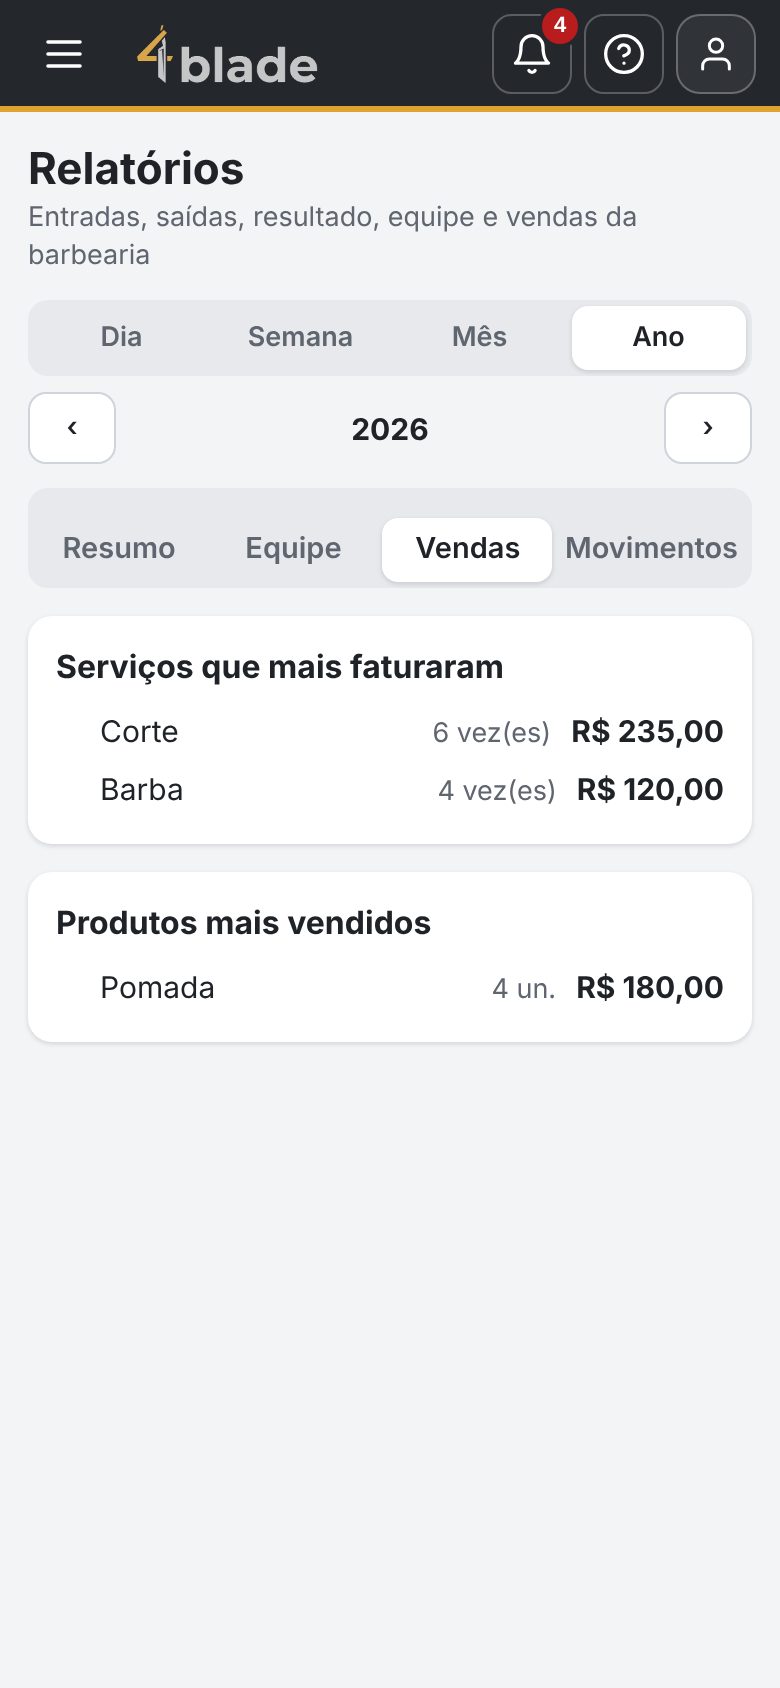 4blade
4
Relatórios
Entradas, saídas, resultado, equipe e vendas da
barbearia
Dia Semana Mês Ano
‹ 2026 ›
Resumo Equipe Vendas Movimentos
Serviços que mais faturaram
Corte 6 vez(es) R$ 235,00
Barba 4 vez(es) R$ 120,00
Produtos mais vendidos
Pomada 4 un. R$ 180,00